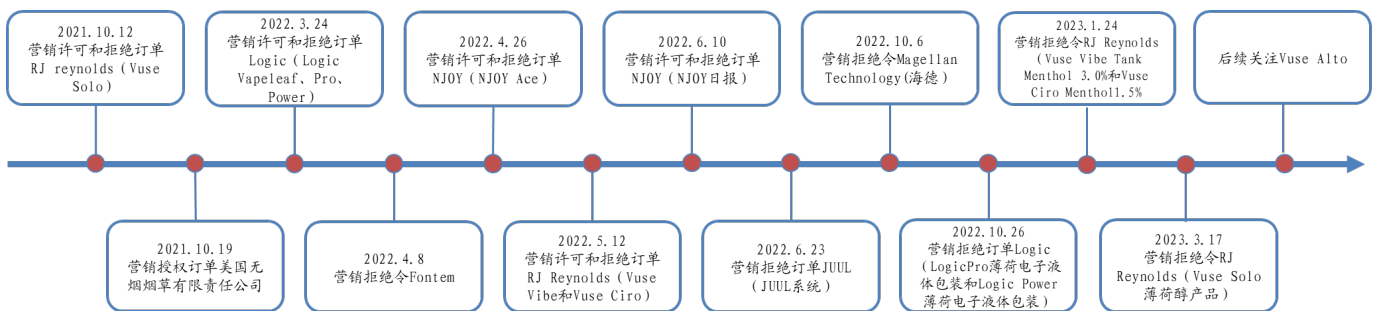 2021.10.12
营销许可和拒绝订单
RJ reynolds（Vuse
Solo）
2021.10.19
营销授权订单美国无
烟烟草有限责任公司
2022.3.24
营销许可和拒绝订单
Logic（Logic
Vapeleaf、Pro、
Power）
2022.4.8
营销拒绝令Fontem
2022.4.26
营销许可和拒绝订单
NJOY（NJOY Ace）
2022.5.12
营销许可和拒绝订单
RJ Reynolds（Vuse
Vibe和Vuse Ciro）
2022.6.10
营销许可和拒绝订单
NJOY（NJOY日报）
2022.6.23
营销拒绝订单JUUL
（JUUL系统）
2022.10.6
营销拒绝令Magellan
Technology(海德）
2022.10.26
营销拒绝订单Logic
（LogicPro薄荷电子液
体包装和Logic Power
薄荷电子液体包装）
2023.1.24
营销拒绝令RJ Reynolds
（Vuse Vibe Tank
Menthol 3.0%和Vuse
Ciro Menthol1.5%
2023.3.17
营销拒绝令RJ
Reynolds（Vuse Solo
薄荷醇产品）
后续关注Vuse Alto